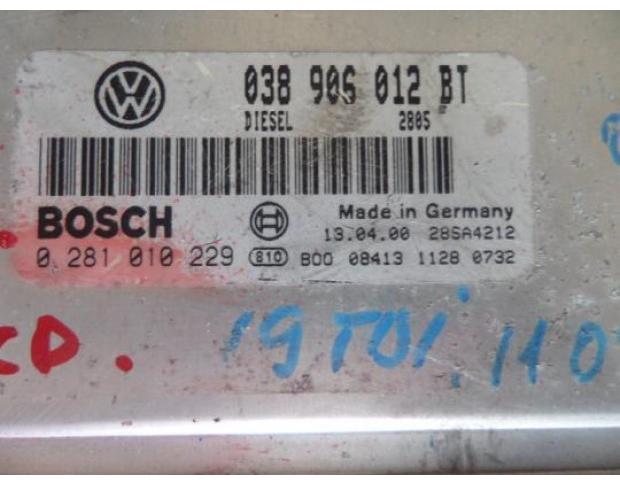 038 906 012 BT
DIESEL 2805
BOSCH Made in Germany
13.04.00 28SA4212
0 281 010 229 810 B00 08413 1128 0732
CD. 19 TDI, 110